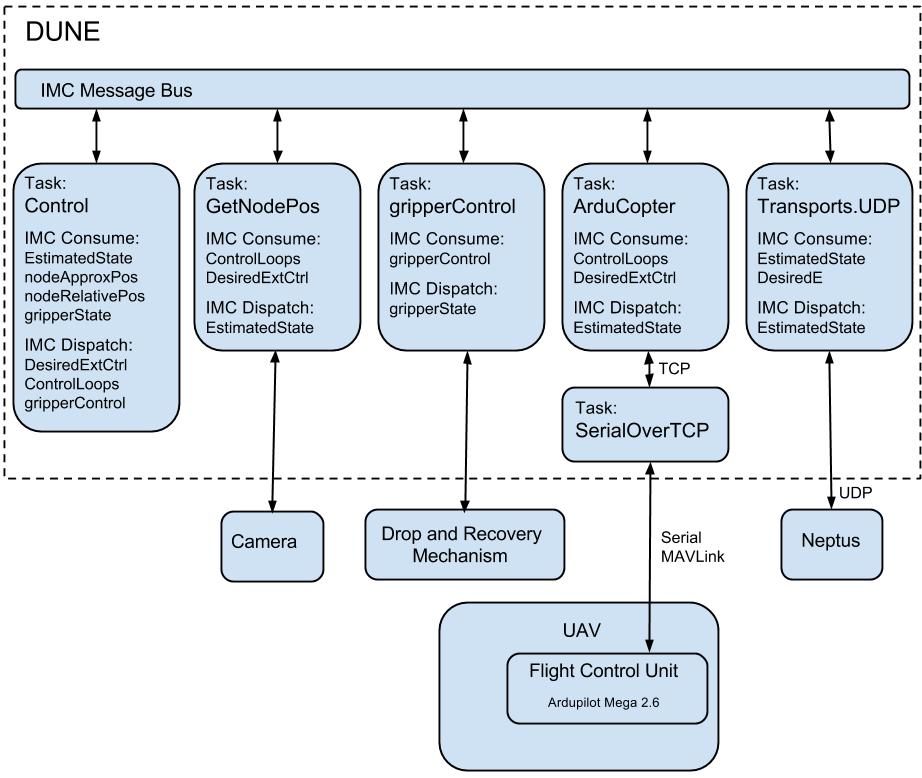 DUNE
IMC Message Bus
Task:
Control
IMC Consume:
EstimatedState
nodeApproxPos
nodeRelativePos
gripperState
IMC Dispatch:
DesiredExtCtrl
ControlLoops
gripperControl
Task:
GetNodePos
IMC Consume:
ControlLoops
DesiredExtCtrl
IMC Dispatch:
EstimatedState
Task:
gripperControl
IMC Consume:
gripperControl
IMC Dispatch:
gripperState
Task:
ArduCopter
IMC Consume:
ControlLoops
DesiredExtCtrl
IMC Dispatch:
EstimatedState
Task:
Transports.UDP
IMC Consume:
EstimatedState
DesiredE
IMC Dispatch:
EstimatedState
TCP
Task:
SerialOverTCP
UDP
Camera
Drop and Recovery
Mechanism
Serial
MAVLink
Neptus
UAV
Flight Control Unit
Ardupilot Mega 2.6